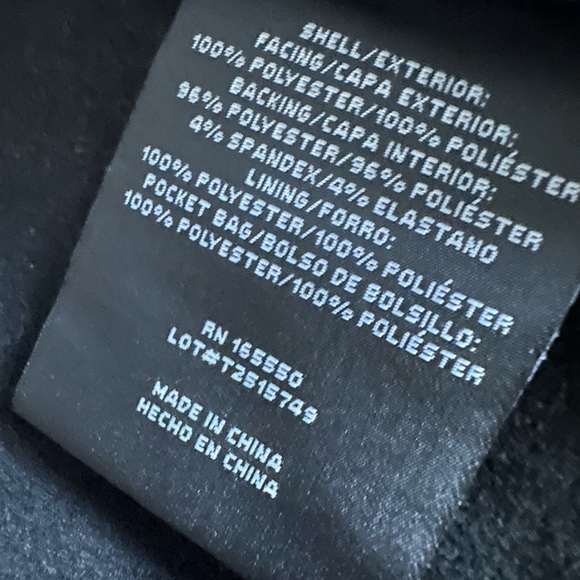 SHELL/EXTERIOR:
FACING/CAPA EXTERIOR:
100% POLYESTER/100% POLIÉSTER
BACKING/CAPA INTERIOR:
96% POLYESTER/96% POLIÉSTER
4% SPANDEX/4% ELASTANO
LINING/FORRO:
100% POLYESTER/100% POLIÉSTER
POCKET BAG/BOLSO DE BOLSILLO:
100% POLYESTER/100% POLIÉSTER
RN 165550
LOT#T2515749
MADE IN CHINA
HECHO EN CHINA